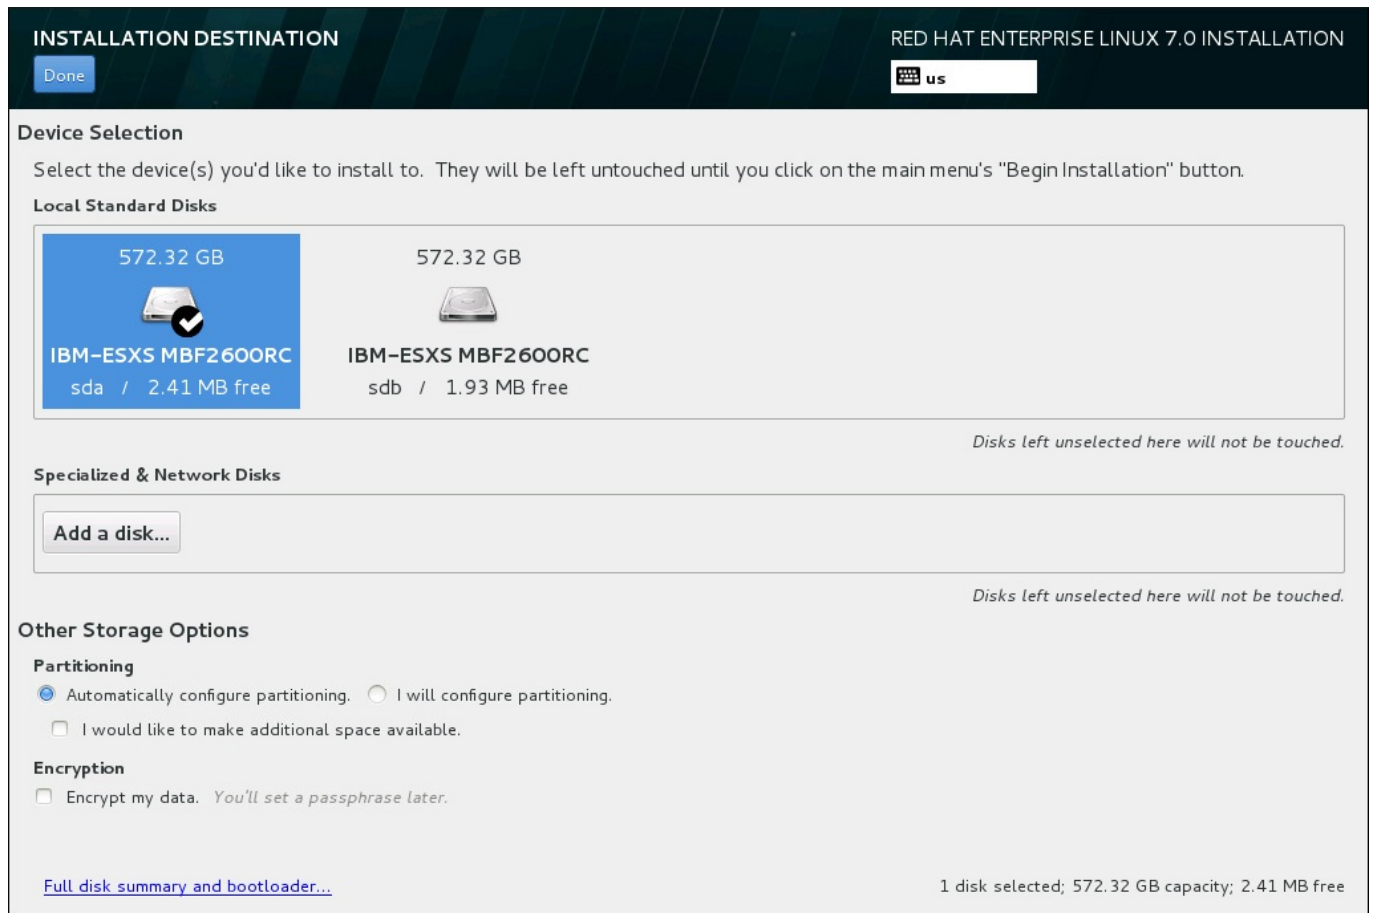 INSTALLATION DESTINATION
RED HAT ENTERPRISE LINUX 7.0 INSTALLATION
Done
us
Device Selection
Select the device(s) you'd like to install to. They will be left untouched until you click on the main menu's "Begin Installation" button.
Local Standard Disks
572.32 GB
IBM-ESXS MBF2600RC
sda / 2.41 MB free
572.32 GB
IBM-ESXS MBF2600RC
sdb / 1.93 MB free
Disks left unselected here will not be touched.
Specialized & Network Disks
Add a disk...
Disks left unselected here will not be touched.
Other Storage Options
Partitioning
Automatically configure partitioning. I will configure partitioning.
I would like to make additional space available.
Encryption
Encrypt my data. You'll set a passphrase later.
Full disk summary and bootloader...
1 disk selected; 572.32 GB capacity; 2.41 MB free